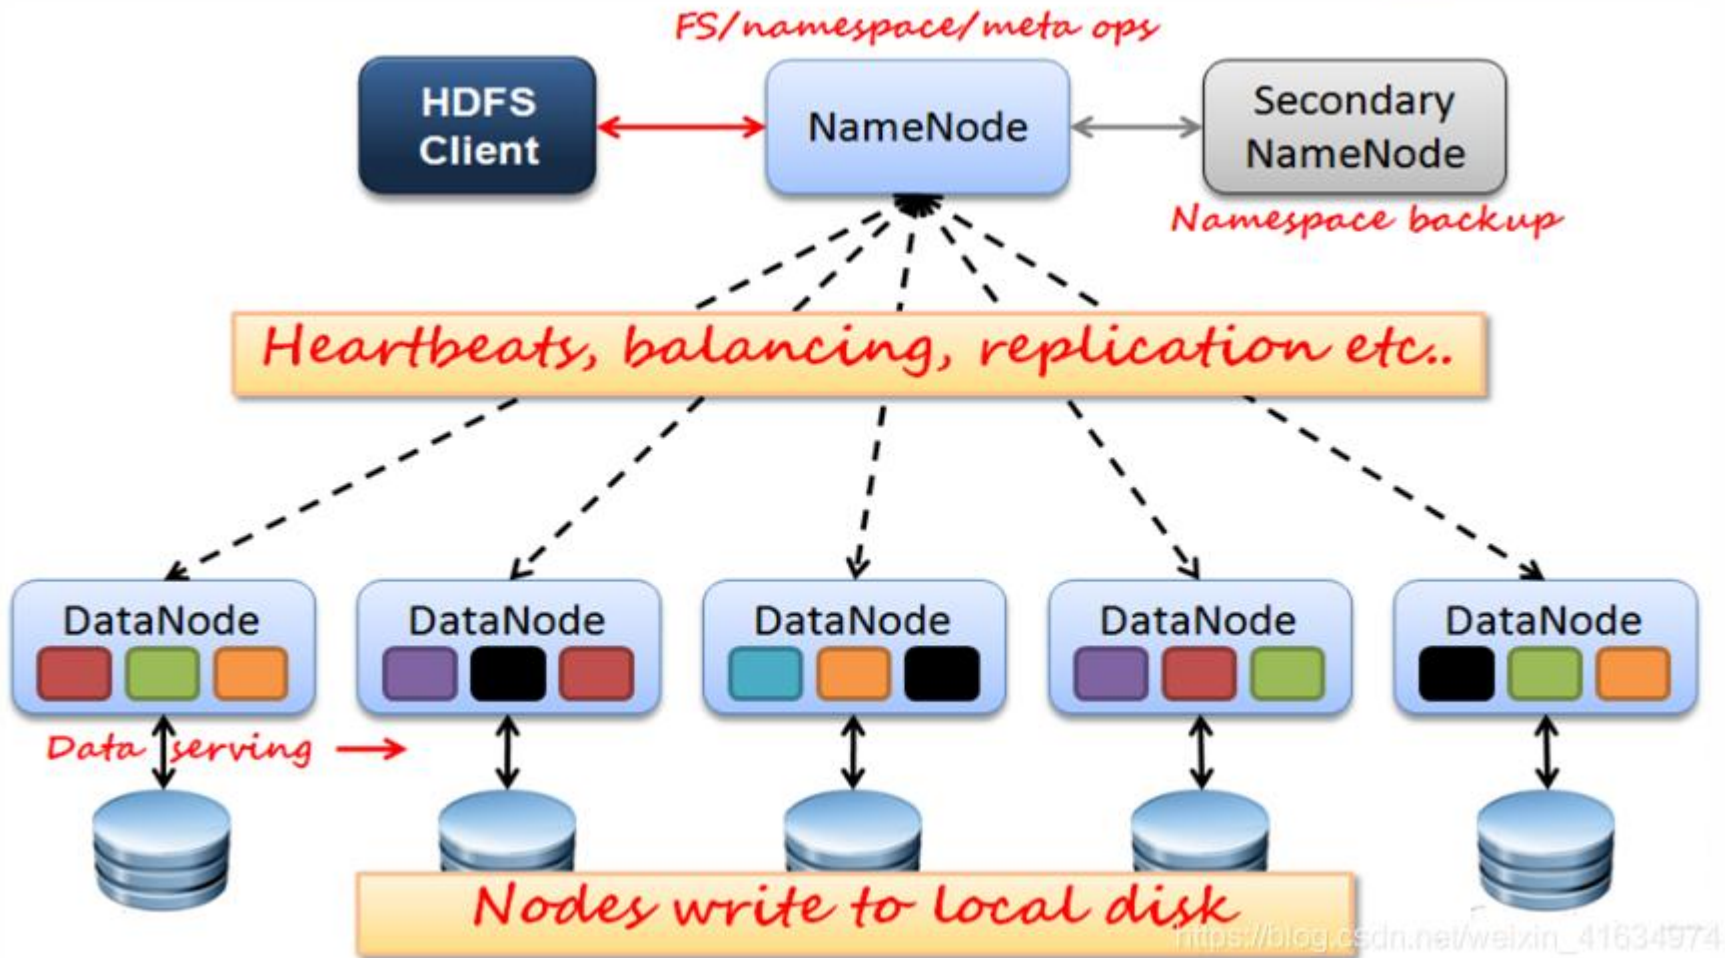 FS/namespace/meta ops
HDFS
Client
NameNode
Secondary
NameNode
Namespace backup
Heartbeats, balancing, replication etc..
DataNode
DataNode
DataNode
DataNode
DataNode
Data serving
Nodes write to local disk
https://blog.csdn.net/weixin_41634974